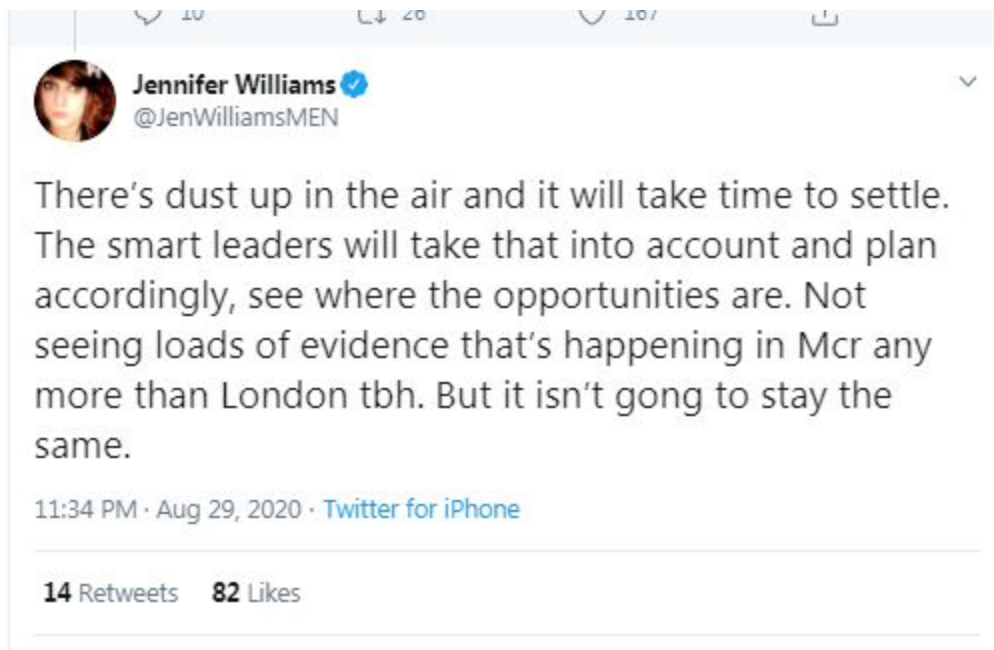 10 26 167
Jennifer Williams
@JenWilliamsMEN
There's dust up in the air and it will take time to settle.
The smart leaders will take that into account and plan
accordingly, see where the opportunities are. Not
seeing loads of evidence that's happening in Mcr any
more than London tbh. But it isn't gong to stay the
same.
11:34 PM · Aug 29, 2020 · Twitter for iPhone
14 Retweets 82 Likes